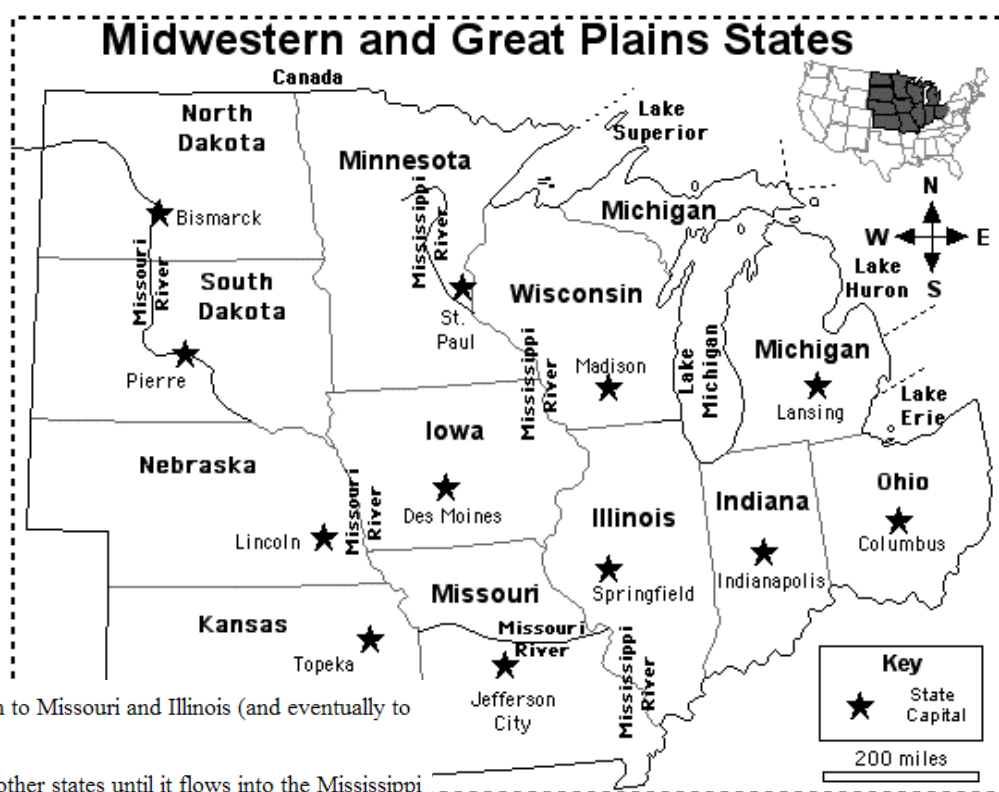 Midwestern and Great Plains States
Canada
North
Dakota
Minnesota
Lake
Superior
N
W
E
S
Michigan
Mississippi
River
Bismarck
Missouri
River
South
Dakota
Wisconsin
Lake
Huron
St.
Paul
Pierre
Mississippi
River
Madison
Lake
Michigan
Michigan
Lansing
Lake
Erie
Iowa
Nebraska
Missouri
River
Des Moines
Illinois
Indiana
Ohio
Columbus
Lincoln
Springfield
Indianapolis
Missouri
Kansas
Topeka
Missouri
River
Jefferson
City
Mississippi
River
Key
State
Capital
200 miles
to Missouri and Illinois (and eventually to
other states until it flows into the Mississippi